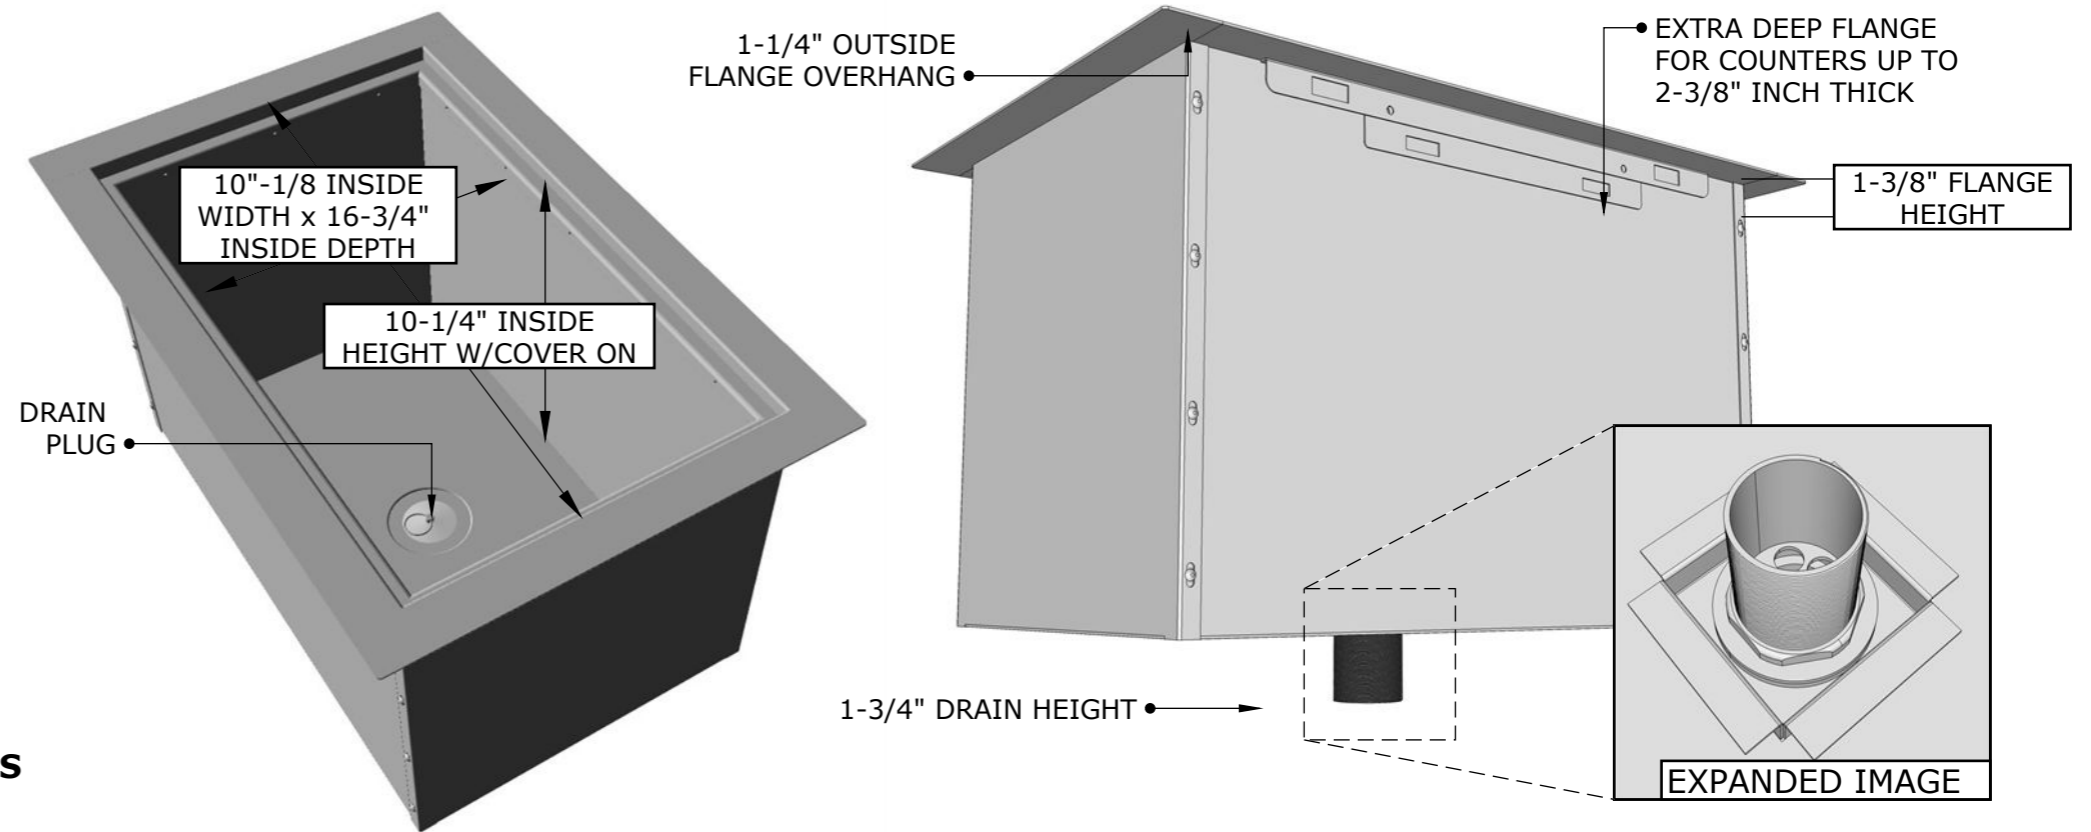 10"-1/8 INSIDE
WIDTH x 16-3/4"
INSIDE DEPTH
10-1/4" INSIDE
HEIGHT W/COVER ON
DRAIN
PLUG
S
1-1/4" OUTSIDE
FLANGE OVERHANG
EXTRA DEEP FLANGE
FOR COUNTERS UP TO
2-3/8" INCH THICK
1-3/8" FLANGE
HEIGHT
1-3/4" DRAIN HEIGHT
EXPANDED IMAGE